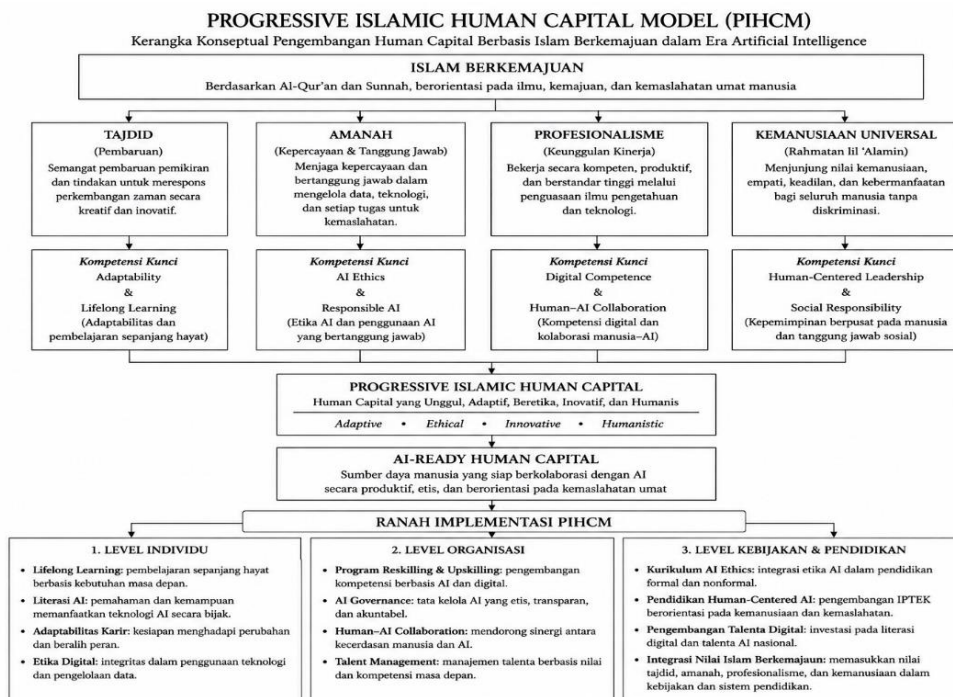 PROGRESSIVE ISLAMIC HUMAN CAPITAL MODEL (PIHCM)
Kerangka Konseptual Pengembangan Human Capital Berbasis Islam Berkemajuan dalam Era Artificial Intelligence
ISLAM BERKEMAJUAN
Berdasarkan Al-Qur'an dan Sunnah, berorientasi pada ilmu, kemajuan, dan kemaslahatan umat manusia
TAJDID
(Pembaruan)
Semangat pembaruan pemikiran
dan tindakan untuk merespons
perkembangan zaman secara
kreatif dan inovatif.
AMANAH
(Kepercayaan & Tanggung Jawab)
Menjaga kepercayaan dan
bertanggung jawab dalam
mengelola data, teknologi,
dan setiap tugas untuk
kemaslahatan.
PROFESIONALISME
(Keunggulan Kinerja)
Bekerja secara kompeten, produktif,
dan berstandar tinggi melalui
penguasaan ilmu pengetahuan
dan teknologi.
KEMANUSIAAN UNIVERSAL
(Rahmatan lil 'Alamin)
Menjunjung nilai kemanusiaan,
empati, keadilan, dan kebermanfaatan
bagi seluruh manusia tanpa
diskriminasi.
Kompetensi Kunci
Adaptability
&
Lifelong Learning
(Adaptabilitas dan
pembelajaran sepanjang hayat)
Kompetensi Kunci
AI Ethics
&
Responsible AI
(Etika AI dan penggunaan AI
yang bertanggung jawab)
Kompetensi Kunci
Digital Competence
&
Human–AI Collaboration
(Kompetensi digital dan
kolaborasi manusia–AI)
Kompetensi Kunci
Human-Centered Leadership
&
Social Responsibility
(Kepemimpinan berpusat pada manusia
dan tanggung jawab sosial)
PROGRESSIVE ISLAMIC HUMAN CAPITAL
Human Capital yang Unggul, Adaptif, Beretika, Inovatif, dan Humanis
Adaptive • Ethical • Innovative • Humanistic
AI-READY HUMAN CAPITAL
Sumber daya manusia yang siap berkolaborasi dengan AI
secara produktif, etis, dan berorientasi pada kemaslahatan umat
RANAH IMPLEMENTASI PIHCM
1. LEVEL INDIVIDU
• Lifelong Learning: pembelajaran sepanjang hayat
berbasis kebutuhan masa depan.
• Literasi AI: pemahaman dan kemampuan
memanfaatkan teknologi AI secara bijak.
• Adaptabilitas Karir: kesiapan menghadapi perubahan
dan beralih peran.
• Etika Digital: integritas dalam penggunaan teknologi
dan pengelolaan data.
2. LEVEL ORGANISASI
• Program Reskilling & Upskilling: pengembangan
kompetensi berbasis AI dan digital.
• AI Governance: tata kelola AI yang etis, transparan,
dan akuntabel.
• Human–AI Collaboration: mendorong sinergi antara
kecerdasan manusia dan AI.
• Talent Management: manajemen talenta berbasis nilai
dan kompetensi masa depan.
3. LEVEL KEBIJAKAN & PENDIDIKAN
• Kurikulum AI Ethics: integrasi etika AI dalam pendidikan
formal dan nonformal.
• Pendidikan Human-Centered AI: pengembangan IPTEK
berorientasi pada kemanusiaan dan kemaslahatan.
• Pengembangan Talenta Digital: investasi pada literasi
digital dan talenta AI nasional.
• Integrasi Nilai Islam Berkemajaun: memasukkan nilai
tajdid, amanah, profesionalisme, dan kemanusiaan dalam
kebijakan dan sistem pendidikan.